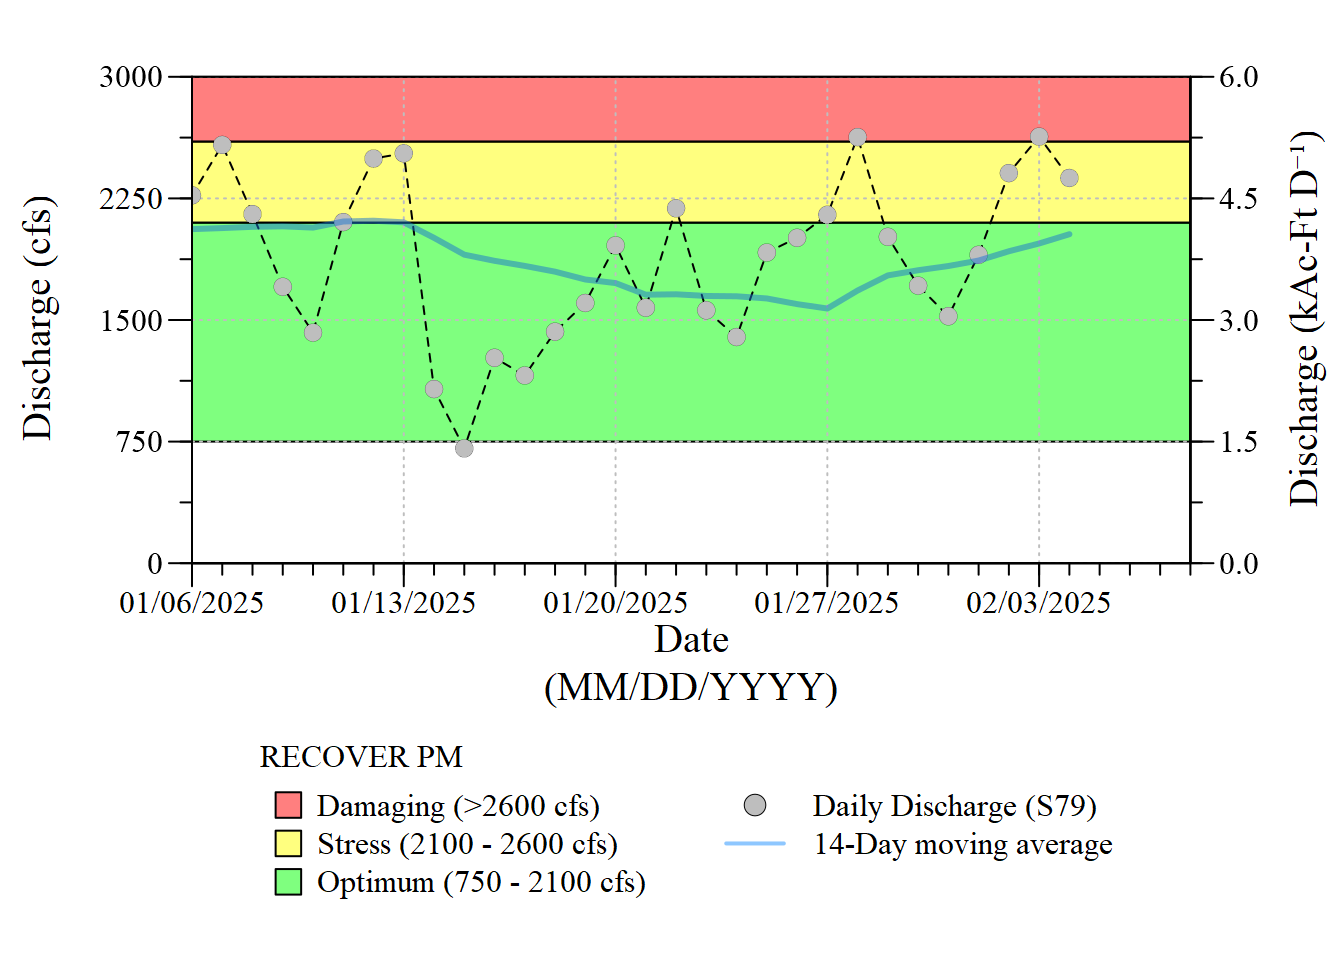 3000
2250
1500
750
0
Discharge (cfs)
6.0
4.5
3.0
1.5
0.0
Discharge (kAc-Ft D⁻¹)
01/06/2025 01/13/2025 01/20/2025 01/27/2025 02/03/2025
Date
(MM/DD/YYYY)
RECOVER PM
Damaging (>2600 cfs)
Stress (2100 - 2600 cfs)
Optimum (750 - 2100 cfs)
Daily Discharge (S79)
14-Day moving average